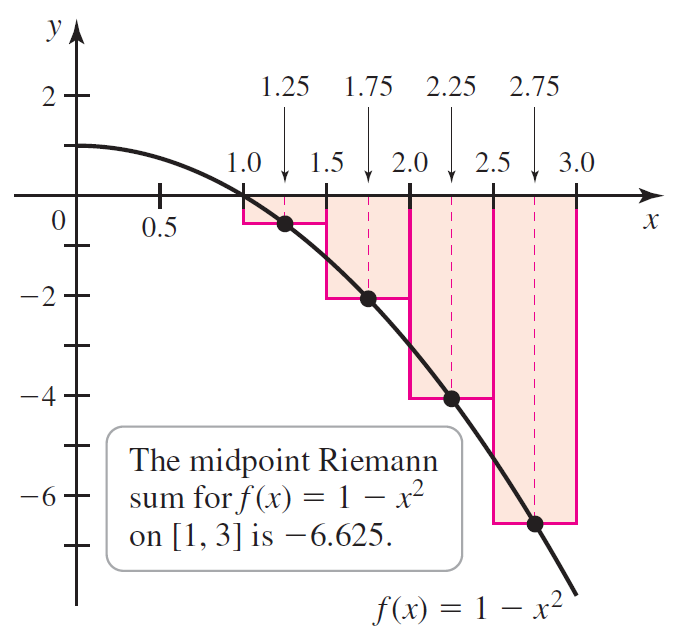 y
1.25 1.75 2.25 2.75
2
1.0 1.5 2.0 2.5 3.0
0 0.5 x
−2
−4
−6
The midpoint Riemann
sum for f(x) = 1 − x²
on [1, 3] is −6.625.
f(x) = 1 − x²